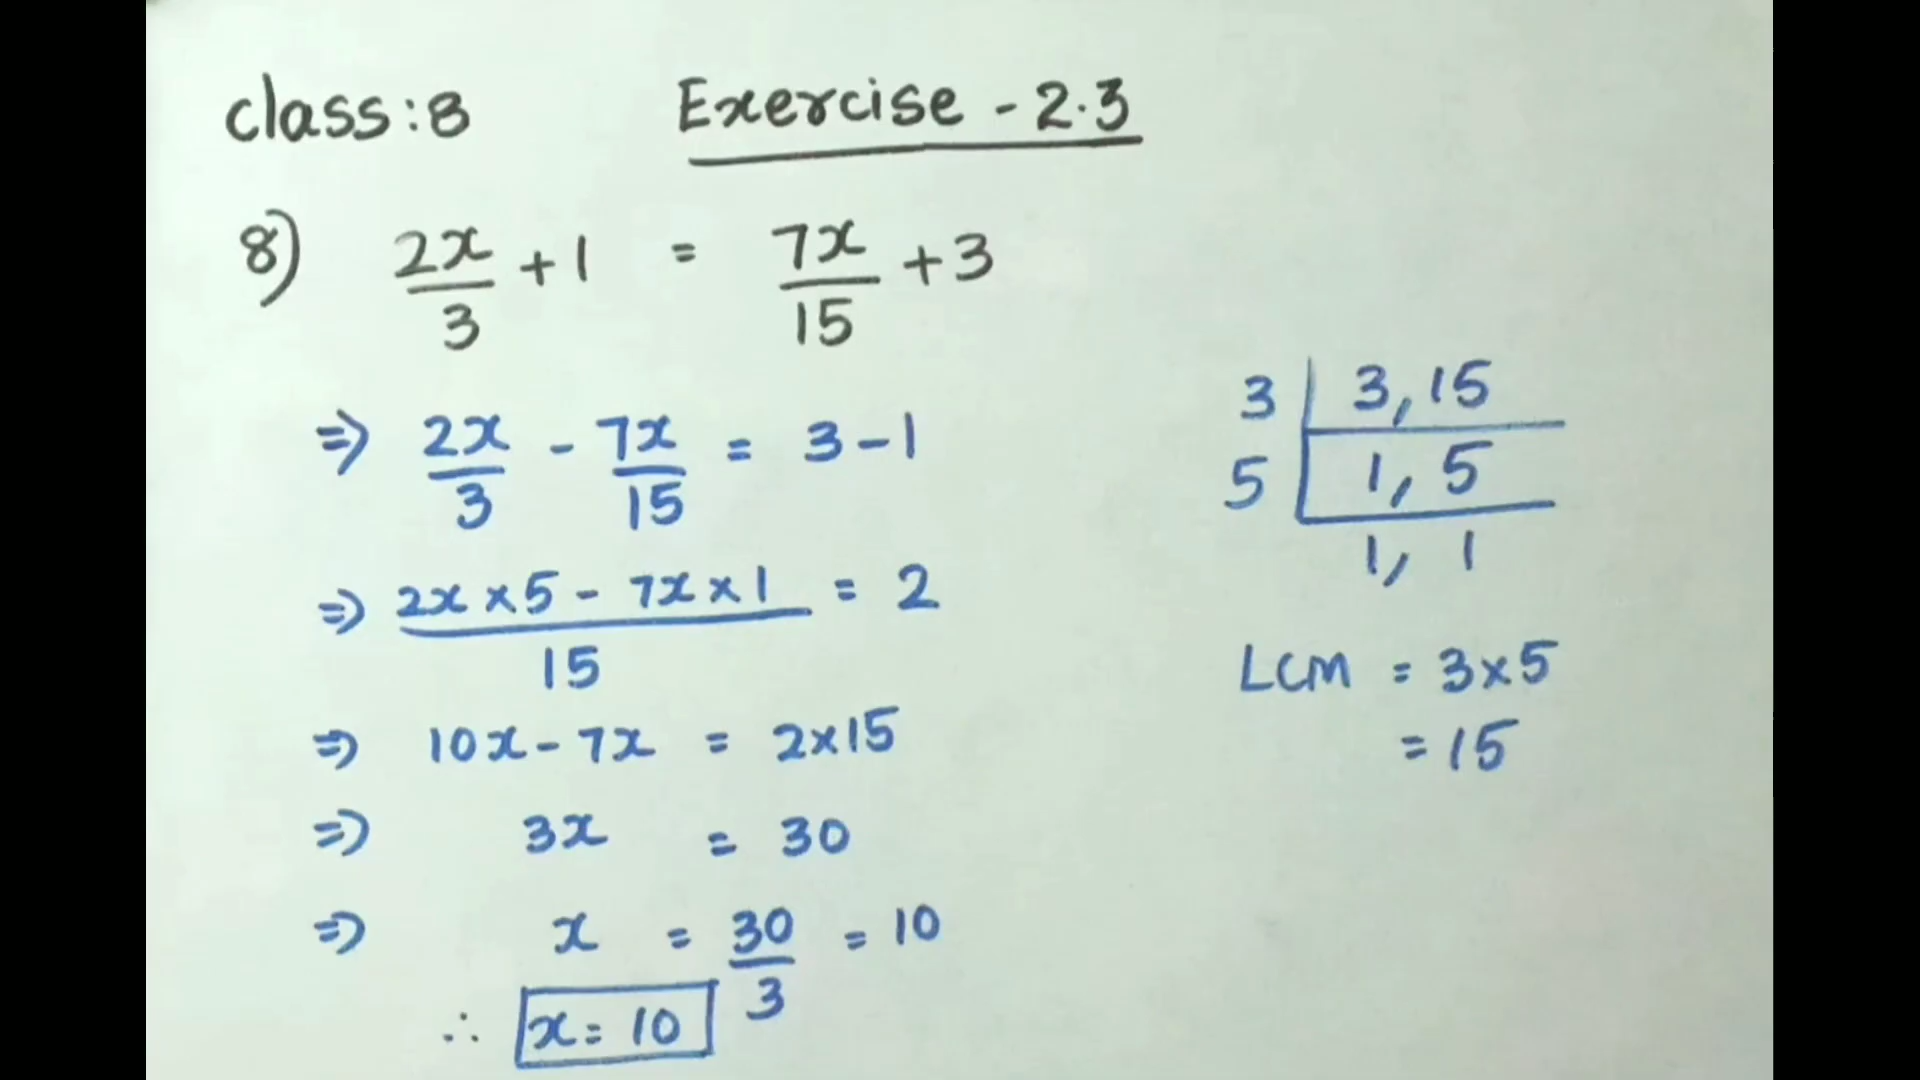 class:8 Exercise - 2.3
8) 2x/3 + 1 = 7x/15 + 3
⇒ 2x/3 - 7x/15 = 3 - 1
⇒ (2x × 5 - 7x × 1)/15 = 2
⇒ 10x - 7x = 2×15
⇒ 3x = 30
⇒ x = 30/3 = 10
∴ x = 10
3 | 3, 15
5 | 1, 5
1, 1
LCM = 3×5
= 15